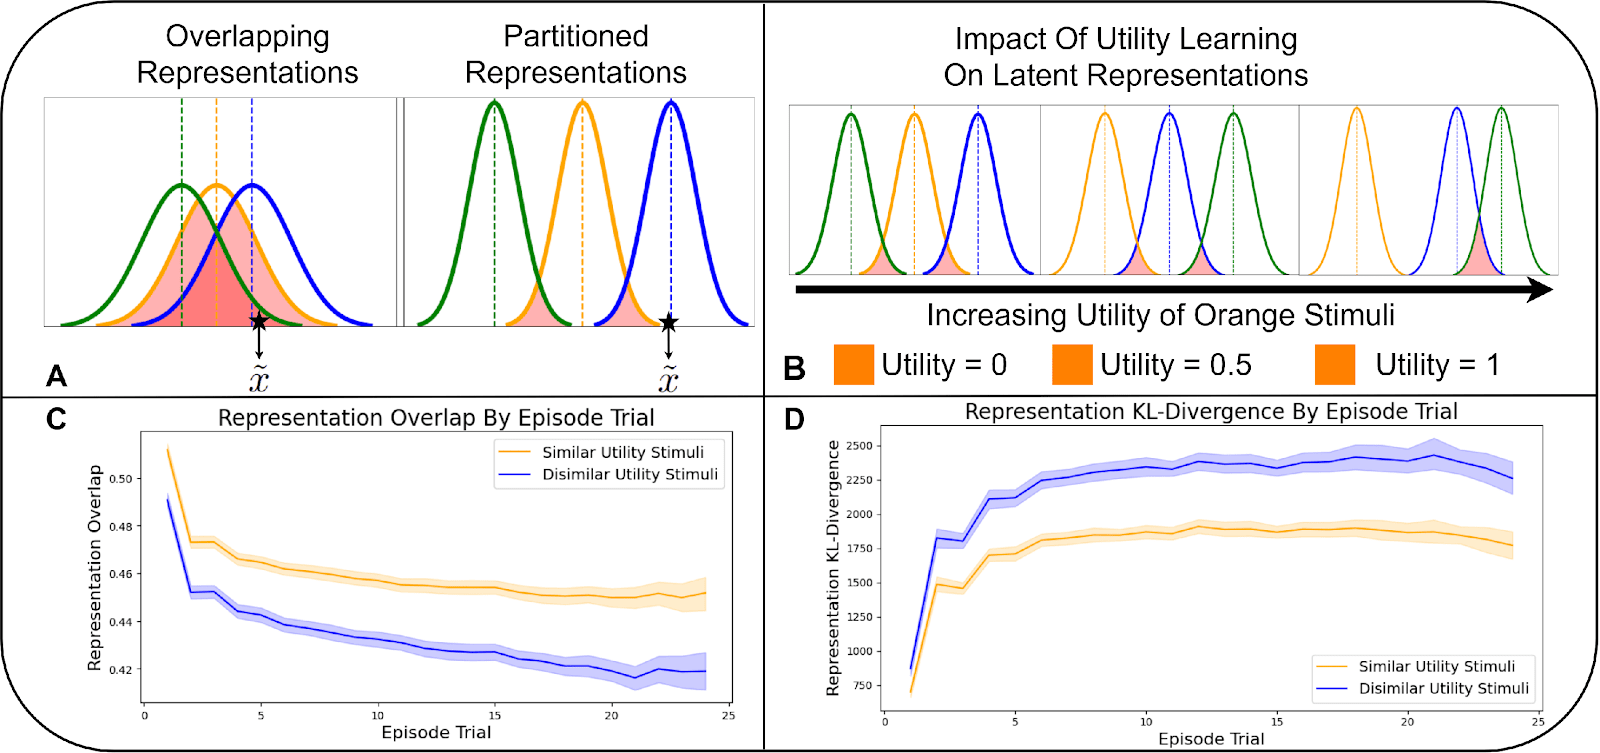 Overlapping
Representations
Partitioned
Representations
x̃
x̃
A
Impact Of Utility Learning
On Latent Representations
Increasing Utility of Orange Stimuli
B
Utility = 0
Utility = 0.5
Utility = 1
C
Representation Overlap By Episode Trial
Similar Utility Stimuli
Disimilar Utility Stimuli
Representation Overlap
0.50
0.48
0.46
0.44
0.42
0 5 10 15 20 25
Episode Trial
D
Representation KL-Divergence By Episode Trial
Representation KL-Divergence
2500
2250
2000
1750
1500
1250
1000
750
Similar Utility Stimuli
Disimilar Utility Stimuli
0 5 10 15 20 25
Episode Trial